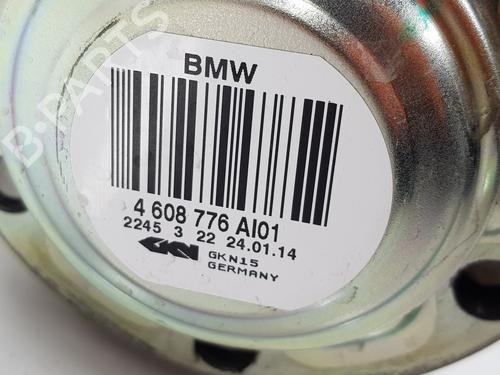 B-PARTS
BMW
4 608 776 AI01
2245 3 22 24.01.14
GKN GKN15
GERMANY